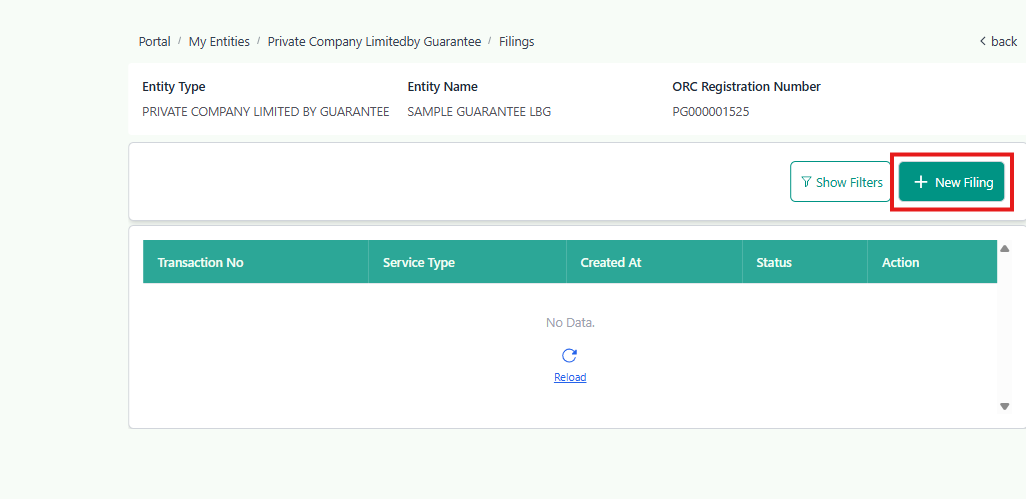 Portal / My Entities / Private Company Limitedby Guarantee / Filings
< back
Entity Type
Entity Name
ORC Registration Number
PRIVATE COMPANY LIMITED BY GUARANTEE
SAMPLE GUARANTEE LBG
PG000001525
Show Filters
+ New Filing
Transaction No
Service Type
Created At
Status
Action
No Data.
Reload